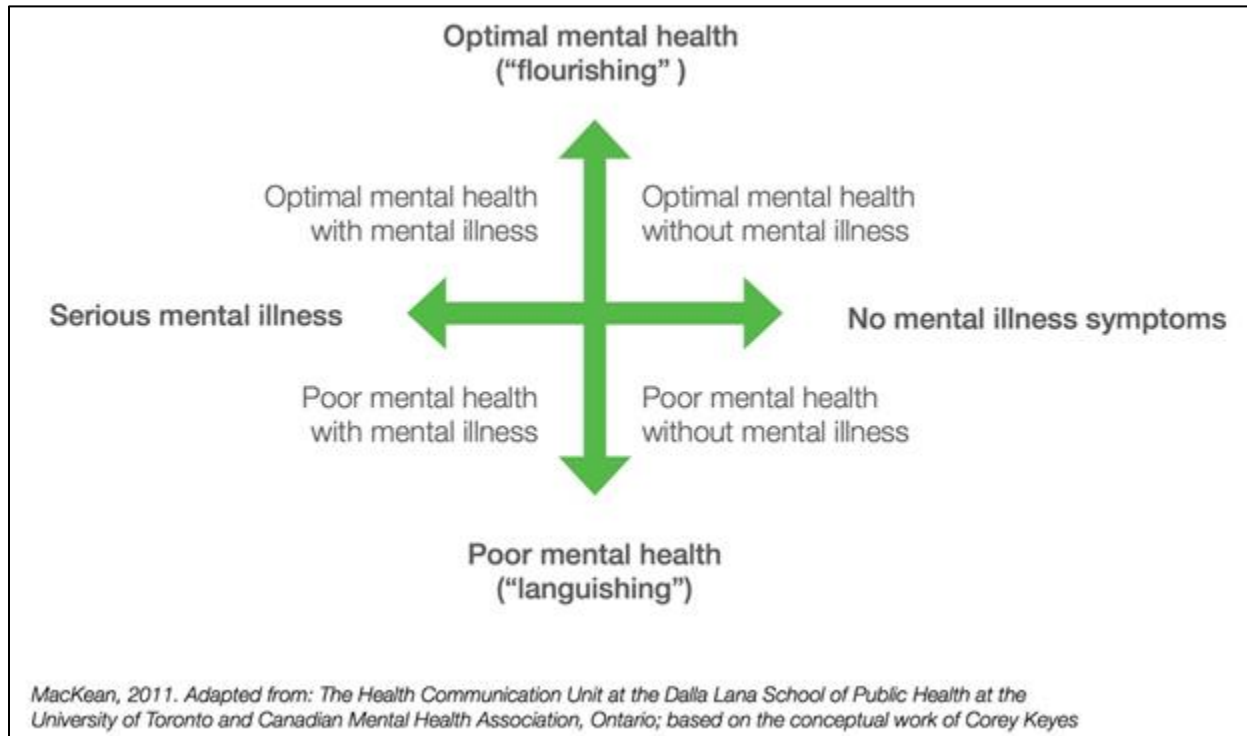 Optimal mental health
(“flourishing” )
Optimal mental health
with mental illness
Optimal mental health
without mental illness
Serious mental illness
No mental illness symptoms
Poor mental health
with mental illness
Poor mental health
without mental illness
Poor mental health
(“languishing”)
MacKean, 2011. Adapted from: The Health Communication Unit at the Dalla Lana School of Public Health at the
University of Toronto and Canadian Mental Health Association, Ontario; based on the conceptual work of Corey Keyes